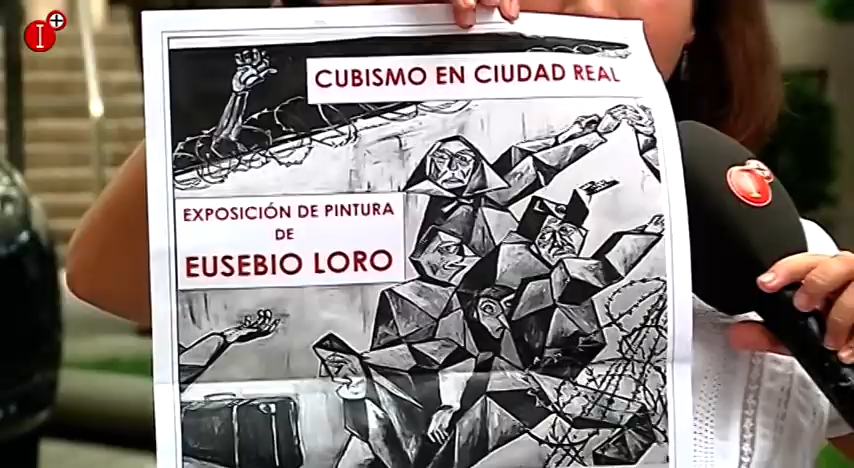 I+
CUBISMO EN CIUDAD REAL
EXPOSICIÓN DE PINTURA
DE
EUSEBIO LORO
I+